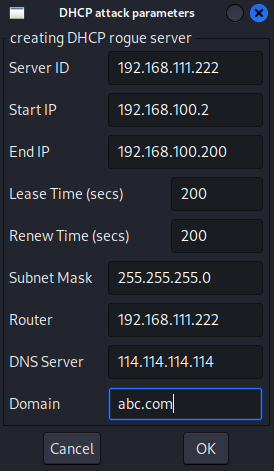 DHCP attack parameters
creating DHCP rogue server
Server ID 192.168.111.222
Start IP 192.168.100.2
End IP 192.168.100.200
Lease Time (secs) 200
Renew Time (secs) 200
Subnet Mask 255.255.255.0
Router 192.168.111.222
DNS Server 114.114.114.114
Domain abc.com
Cancel OK